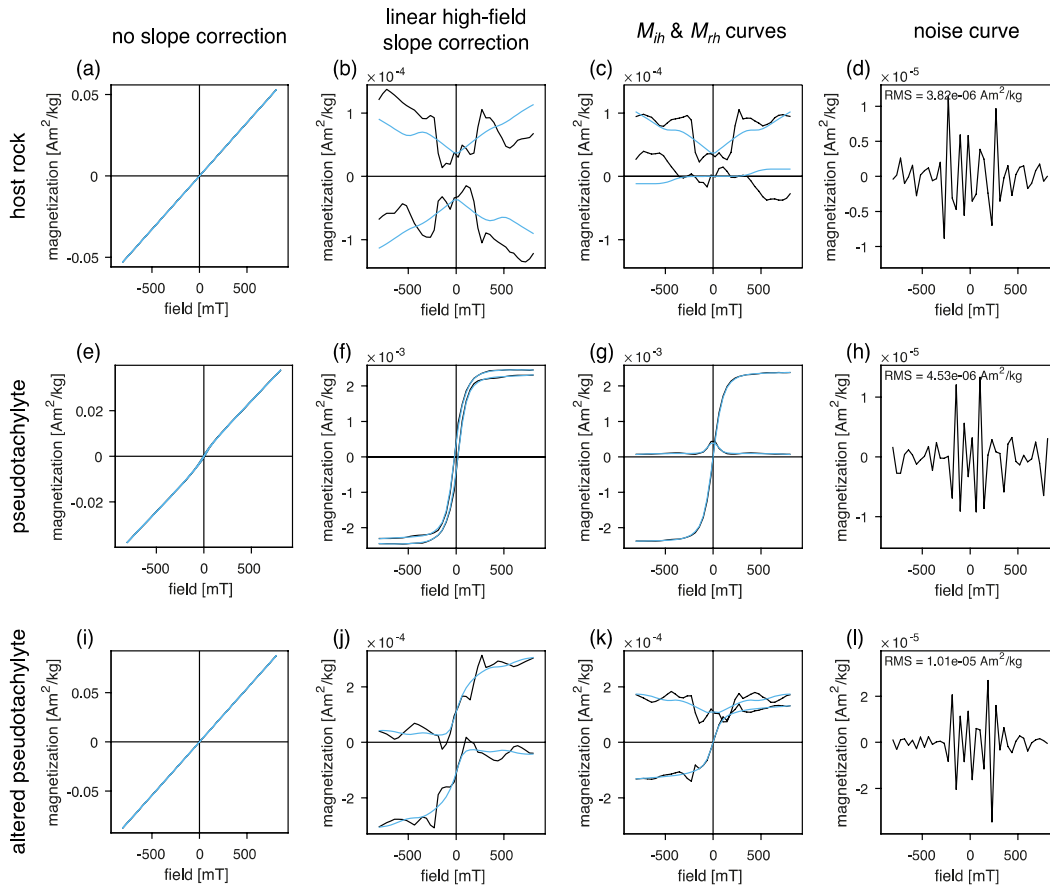 no slope correction
linear high-field
slope correction
M_ih & M_rh curves
noise curve
host rock
(a)
magnetization [Am²/kg]
0.05
0
-0.05
-500 0 500
field [mT]
(b)
× 10⁻⁴
magnetization [Am²/kg]
1
0
-1
-500 0 500
field [mT]
(c)
× 10⁻⁴
magnetization [Am²/kg]
1
0
-1
-500 0 500
field [mT]
(d)
× 10⁻⁵
RMS = 3.82e-06 Am²/kg
magnetization [Am²/kg]
1
0.5
0
-0.5
-1
-500 0 500
field [mT]
pseudotachylyte
(e)
magnetization [Am²/kg]
0.02
0
-0.02
-500 0 500
field [mT]
(f)
× 10⁻³
magnetization [Am²/kg]
2
1
0
-1
-2
-500 0 500
field [mT]
(g)
× 10⁻³
magnetization [Am²/kg]
2
1
0
-1
-2
-500 0 500
field [mT]
(h)
× 10⁻⁵
RMS = 4.53e-06 Am²/kg
magnetization [Am²/kg]
1
0
-1
-500 0 500
field [mT]
altered pseudotachylyte
(i)
magnetization [Am²/kg]
0.05
0
-0.05
-500 0 500
field [mT]
(j)
× 10⁻⁴
magnetization [Am²/kg]
2
0
-2
-500 0 500
field [mT]
(k)
× 10⁻⁴
magnetization [Am²/kg]
2
0
-2
-500 0 500
field [mT]
(l)
× 10⁻⁵
RMS = 1.01e-05 Am²/kg
magnetization [Am²/kg]
2
0
-2
-500 0 500
field [mT]